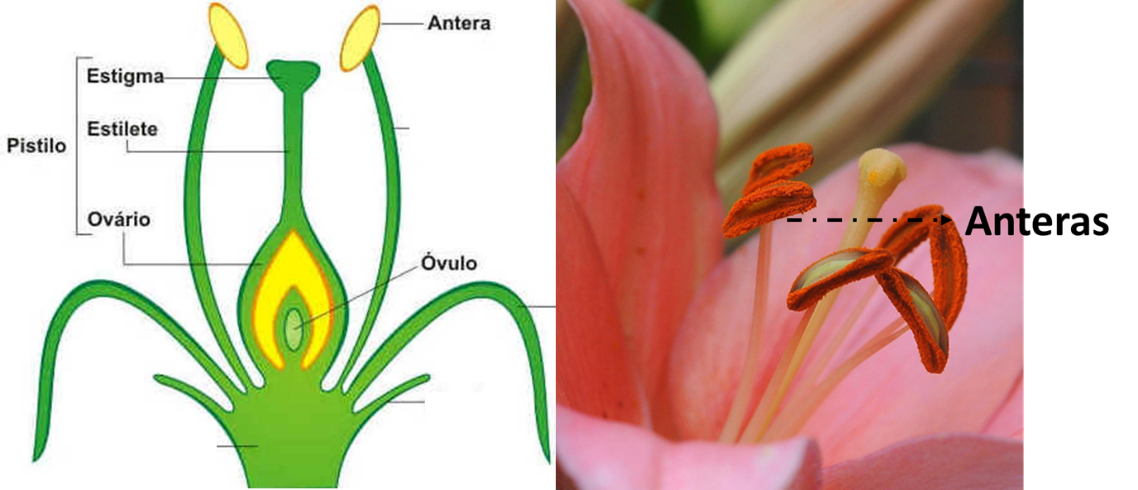 Antera
Estigma
Estilete
Pistilo
Ovário
Óvulo
Anteras